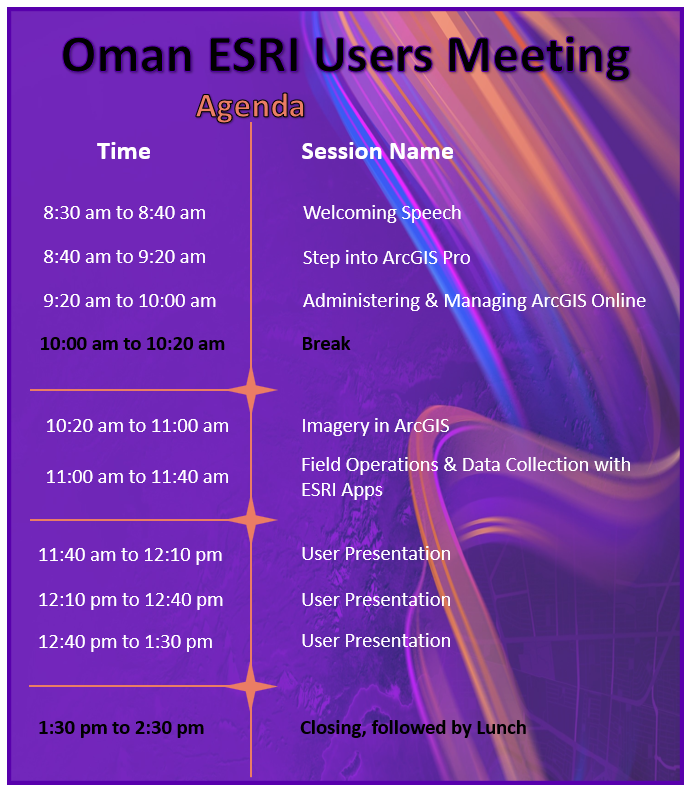 Oman ESRI Users Meeting
Agenda
Time Session Name
8:30 am to 8:40 am Welcoming Speech
8:40 am to 9:20 am Step into ArcGIS Pro
9:20 am to 10:00 am Administering & Managing ArcGIS Online
10:00 am to 10:20 am Break
10:20 am to 11:00 am Imagery in ArcGIS
11:00 am to 11:40 am Field Operations & Data Collection with
ESRI Apps
11:40 am to 12:10 pm User Presentation
12:10 pm to 12:40 pm User Presentation
12:40 pm to 1:30 pm User Presentation
1:30 pm to 2:30 pm Closing, followed by Lunch